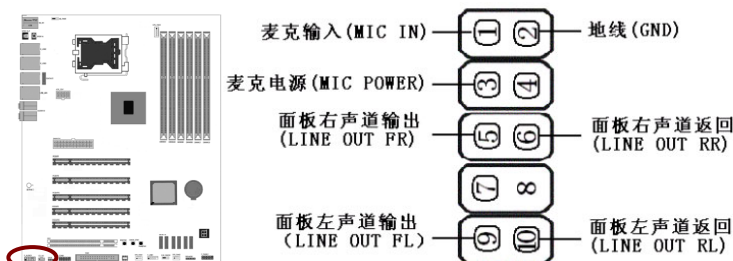 麦克输入(MIC IN) 1 2 地线(GND)
麦克电源(MIC POWER) 3 4
面板右声道输出
(LINE OUT FR) 5 6 面板右声道返回
(LINE OUT RR)
7 8
面板左声道输出
(LINE OUT FL) 9 10 面板左声道返回
(LINE OUT RL)